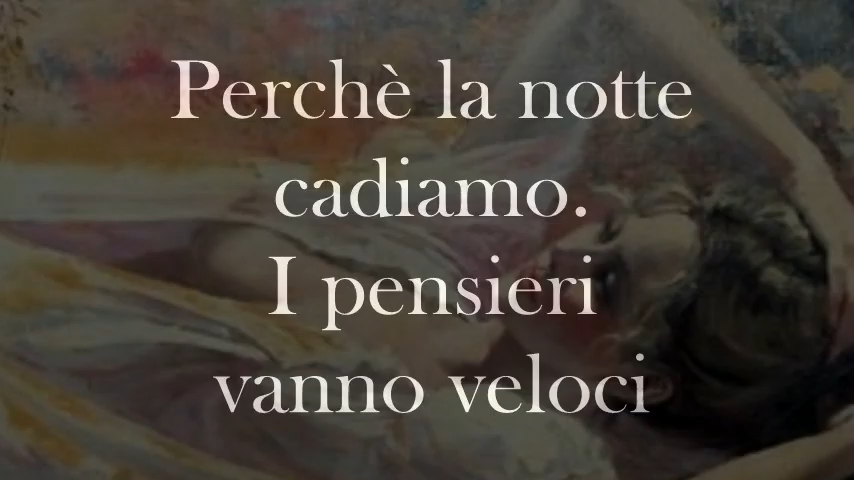 Perchè la notte
cadiamo.
I pensieri
vanno veloci